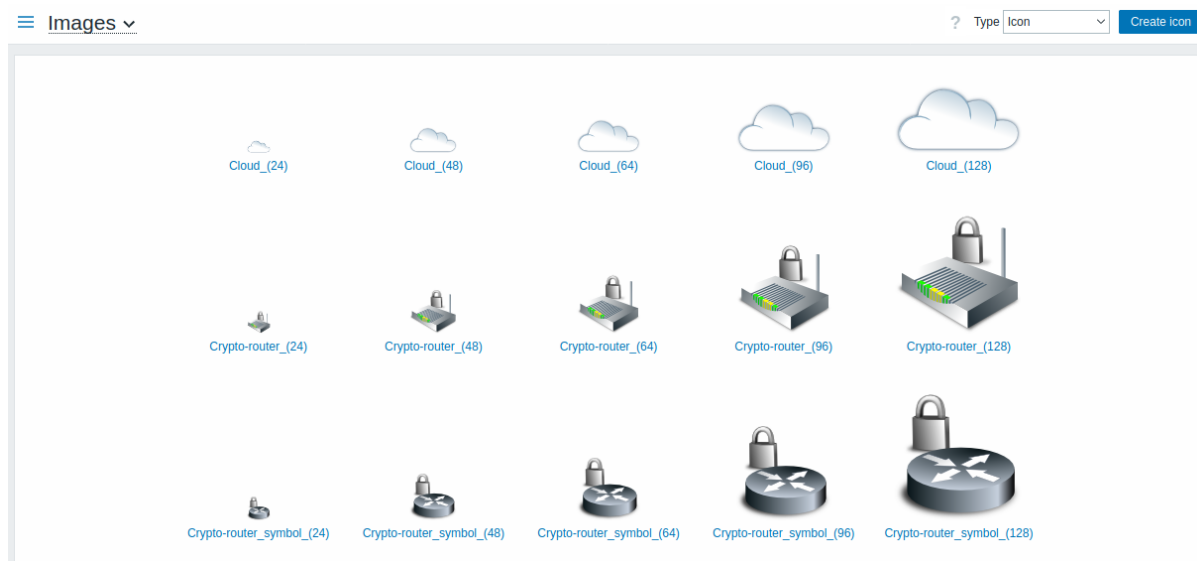 Images
? Type Icon Create icon
Cloud_(24) Cloud_(48) Cloud_(64) Cloud_(96) Cloud_(128)
Crypto-router_(24) Crypto-router_(48) Crypto-router_(64) Crypto-router_(96) Crypto-router_(128)
Crypto-router_symbol_(24) Crypto-router_symbol_(48) Crypto-router_symbol_(64) Crypto-router_symbol_(96) Crypto-router_symbol_(128)